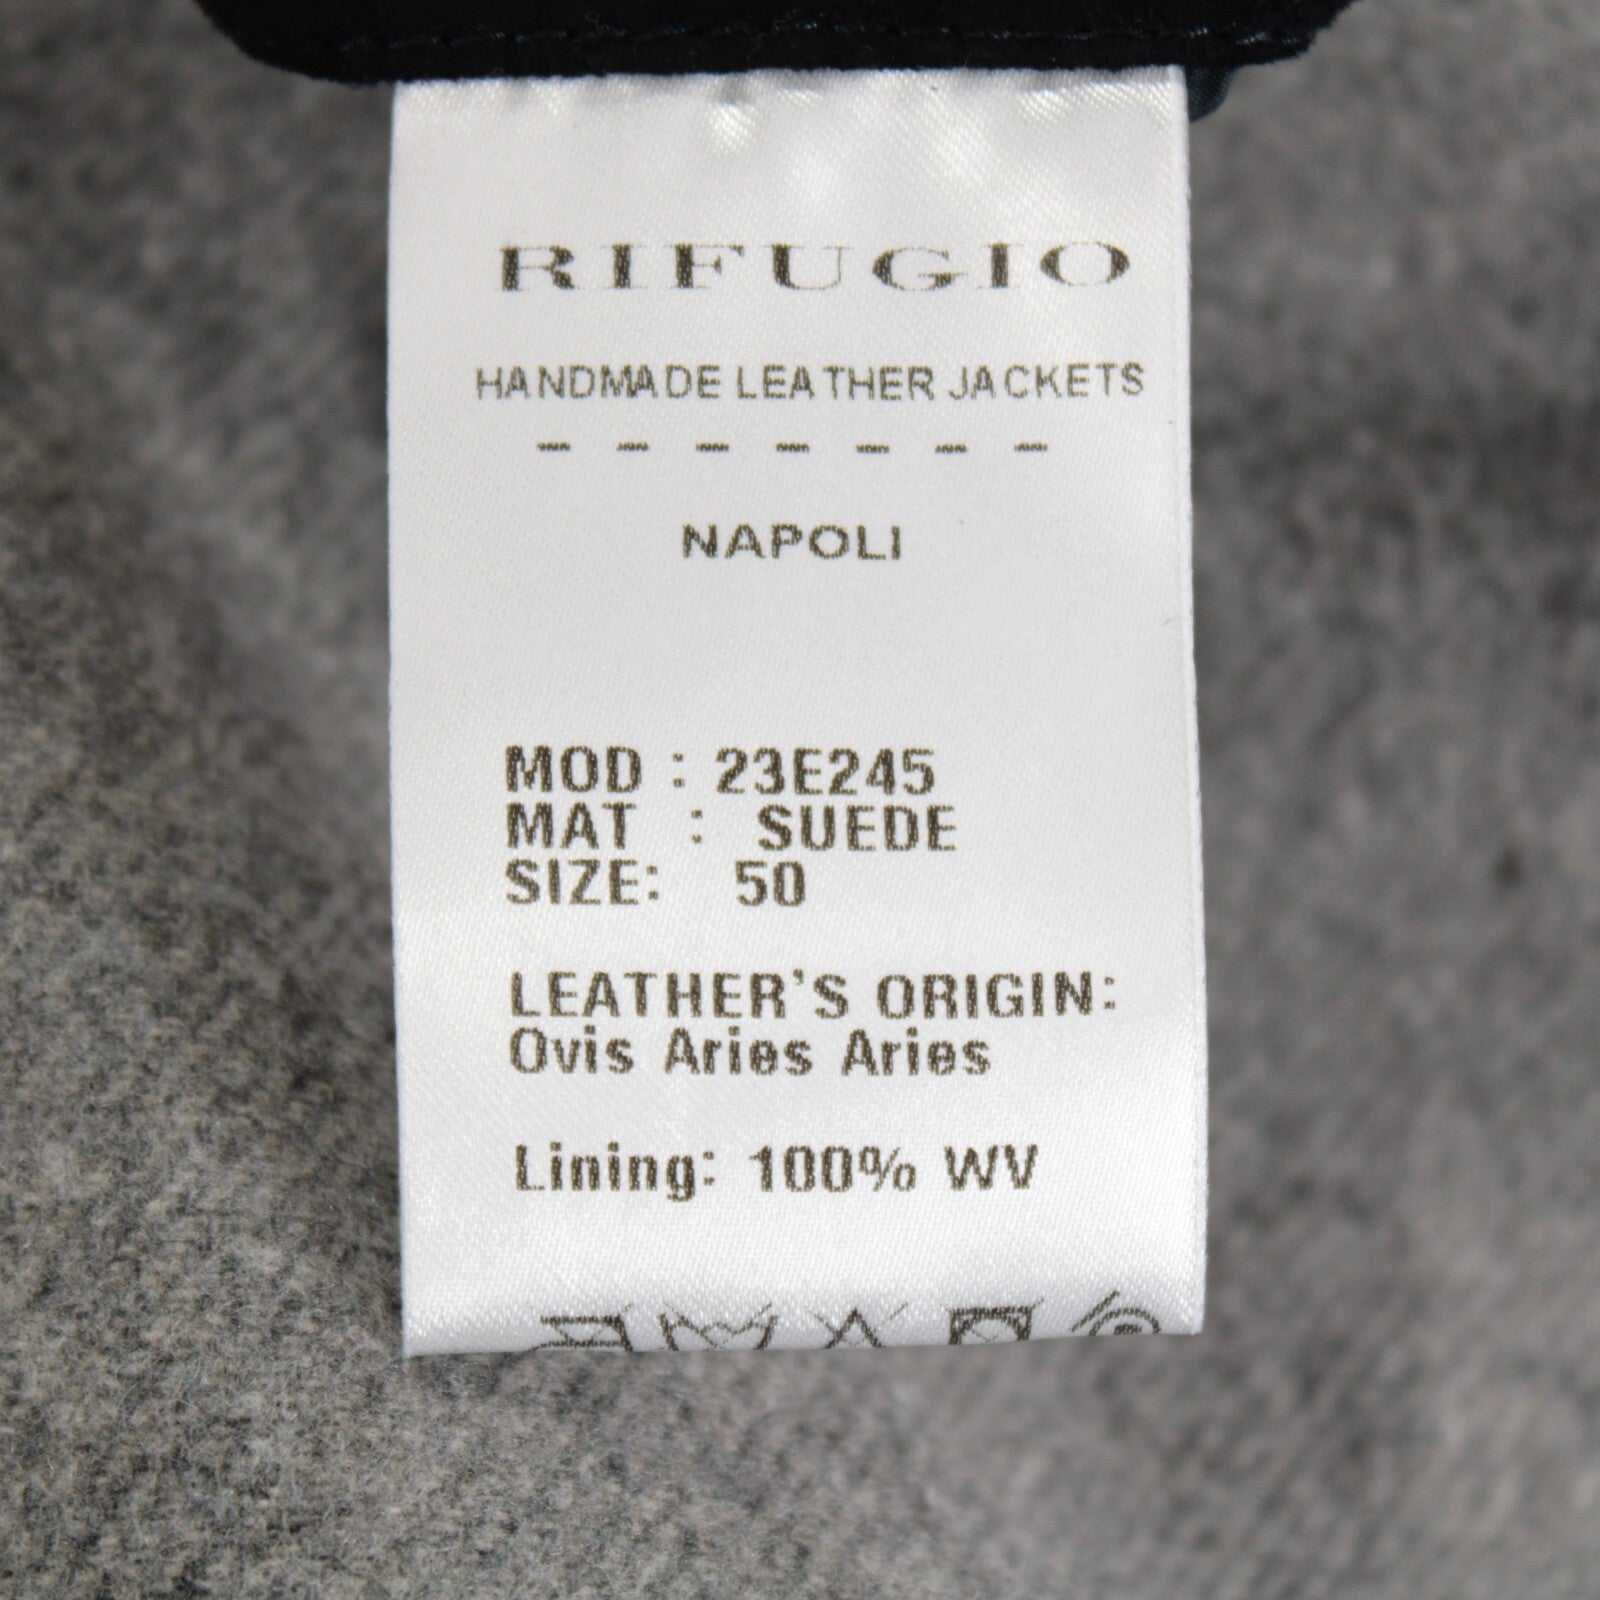 RIFUGIO
HANDMADE LEATHER JACKETS
- - - - - - -
NAPOLI
MOD : 23E245
MAT : SUEDE
SIZE: 50
LEATHER'S ORIGIN:
Ovis Aries Aries
Lining: 100% WV